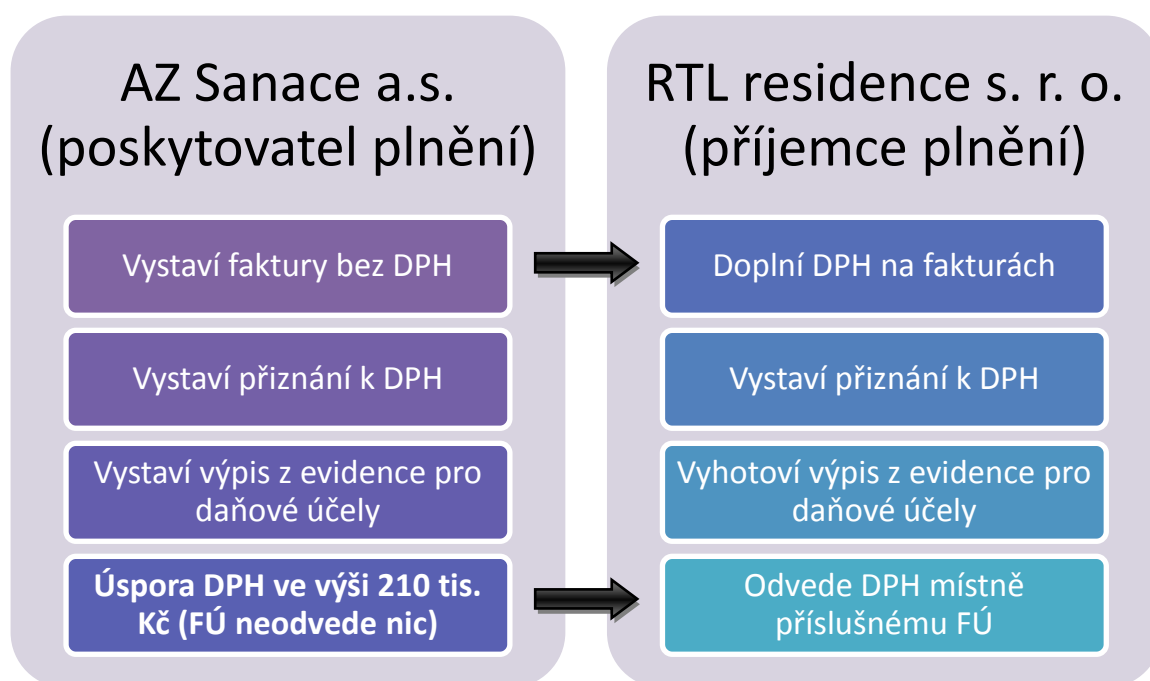 AZ Sanace a.s.
(poskytovatel plnění)
Vystaví faktury bez DPH
Vystaví přiznání k DPH
Vystaví výpis z evidence pro
daňové účely
Úspora DPH ve výši 210 tis.
Kč (FÚ neodvede nic)
RTL residence s. r. o.
(příjemce plnění)
Doplní DPH na fakturách
Vystaví přiznání k DPH
Vyhotoví výpis z evidence pro
daňové účely
Odvede DPH místně
příslušnému FÚ